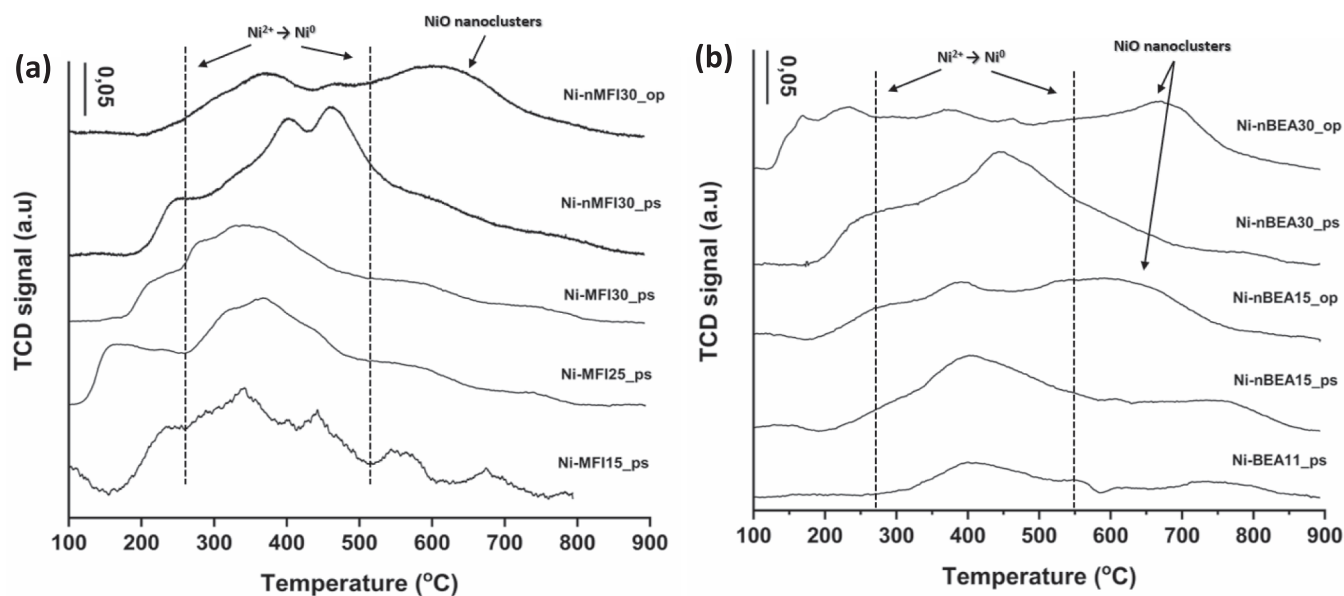 (a)
0,05
Ni²⁺ → Ni⁰
NiO nanoclusters
Ni-nMFI30_op
Ni-nMFI30_ps
Ni-MFI30_ps
Ni-MFI25_ps
Ni-MFI15_ps
TCD signal (a.u)
100 200 300 400 500 600 700 800 900
Temperature (°C)
(b)
0,05
Ni²⁺ → Ni⁰
NiO nanoclusters
Ni-nBEA30_op
Ni-nBEA30_ps
Ni-nBEA15_op
Ni-nBEA15_ps
Ni-BEA11_ps
TCD signal (a.u)
100 200 300 400 500 600 700 800 900
Temperature (°C)